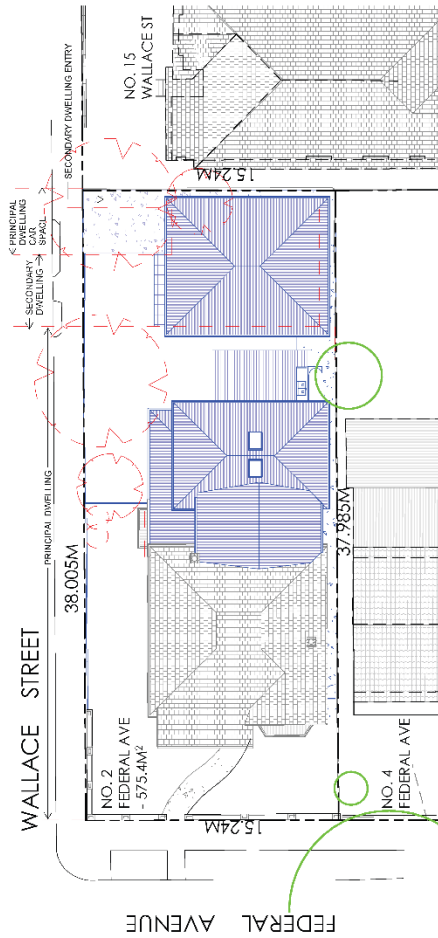 NO. 15
WALLACE ST
SECONDARY DWELLING ENTRY
PRINCIPAL
DWELLING
CAR
SPACE
SECONDARY
DWELLING
PRINCIPAL DWELLING
15.24M
38.005M
37.985M
WALLACE STREET
NO. 2
FEDERAL AVE
- 575.4M²
15.24M
NO. 4
FEDERAL AVE
FEDERAL AVENUE